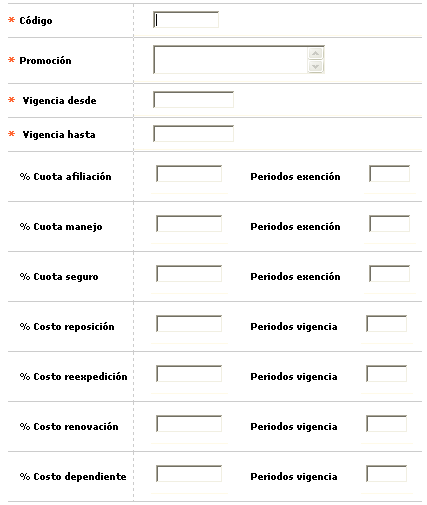 * Código
* Promoción
* Vigencia desde
* Vigencia hasta
% Cuota afiliación Periodos exención
% Cuota manejo Periodos exención
% Cuota seguro Periodos exención
% Costo reposición Periodos vigencia
% Costo reexpedición Periodos vigencia
% Costo renovación Periodos vigencia
% Costo dependiente Periodos vigencia